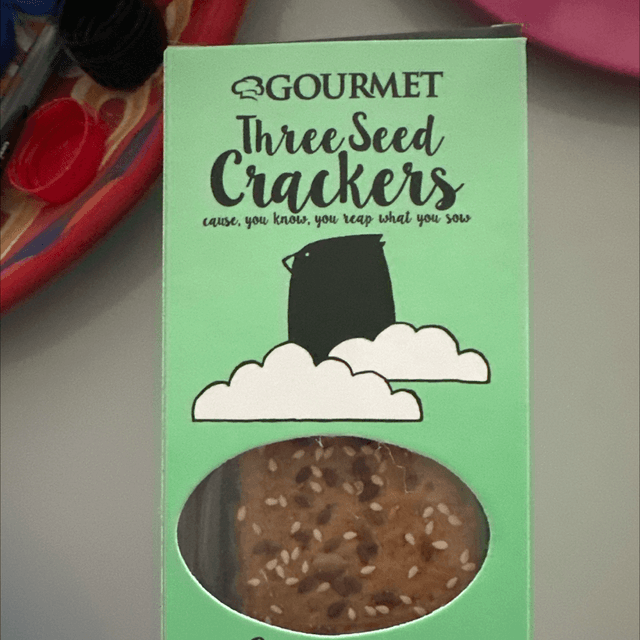 GOURMET
Three Seed
Crackers
cause, you know, you reap what you sow